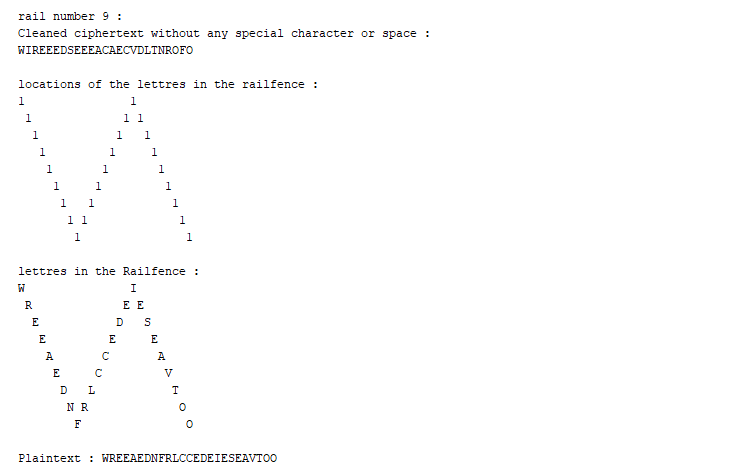 rail number 9 :
Cleaned ciphertext without any special character or space :
WIREEEDSEEEACAECVDLTNROFO
locations of the lettres in the railfence :
1               1
 1             1 1
  1           1   1
   1         1     1
    1       1       1
     1     1         1
      1   1           1
       1 1             1
        1               1
lettres in the Railfence :
W               I
 R             E E
  E           D   S
   E         E     E
    A       C       A
     E     C         V
      D   L           T
       N R             O
        F               O
Plaintext : WREEAEDNFRLCCEDEIESEAVTOO